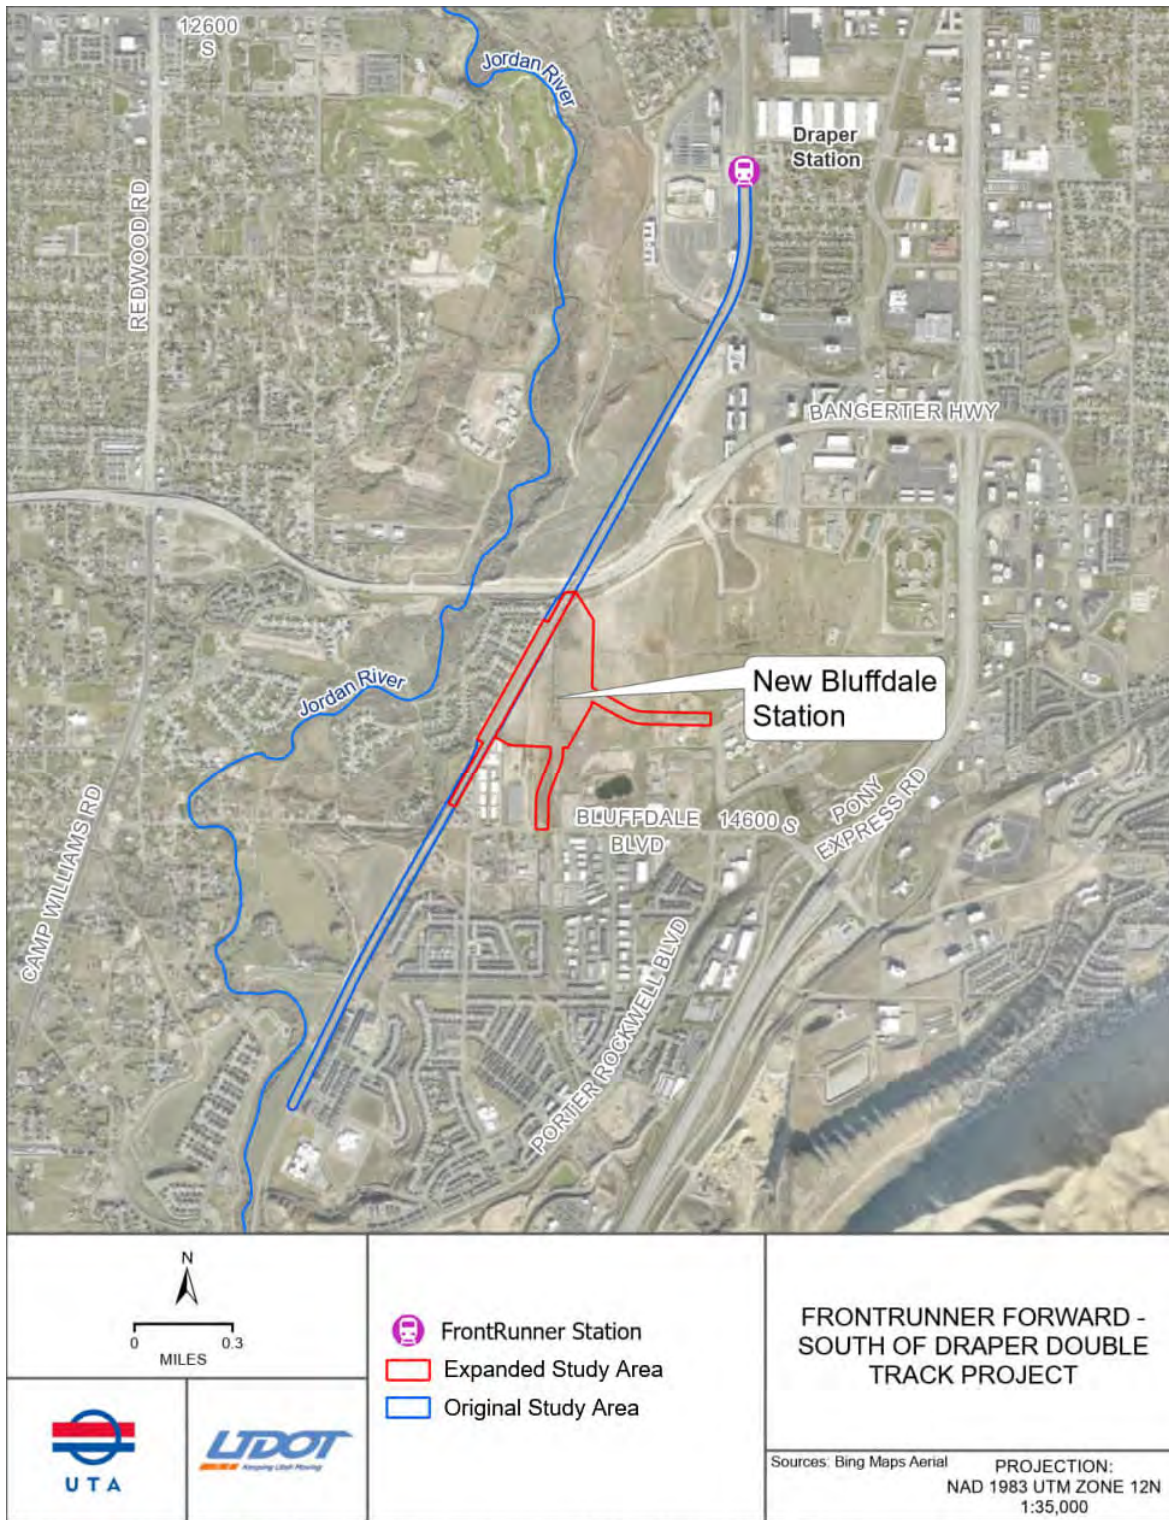 12600
S
Jordan River
Draper
Station
REDWOOD RD
BANGERTER HWY
Jordan River
New Bluffdale
Station
CAMP WILLIAMS RD
BLUFFDALE 14600 S
BLVD
PONY
EXPRESS RD
PORTER ROCKWELL BLVD
N
0 0.3
MILES
FrontRunner Station
Expanded Study Area
Original Study Area
FRONTRUNNER FORWARD -
SOUTH OF DRAPER DOUBLE
TRACK PROJECT
UTA
UDOT
Keeping Utah Moving
Sources: Bing Maps Aerial
PROJECTION:
NAD 1983 UTM ZONE 12N
1:35,000